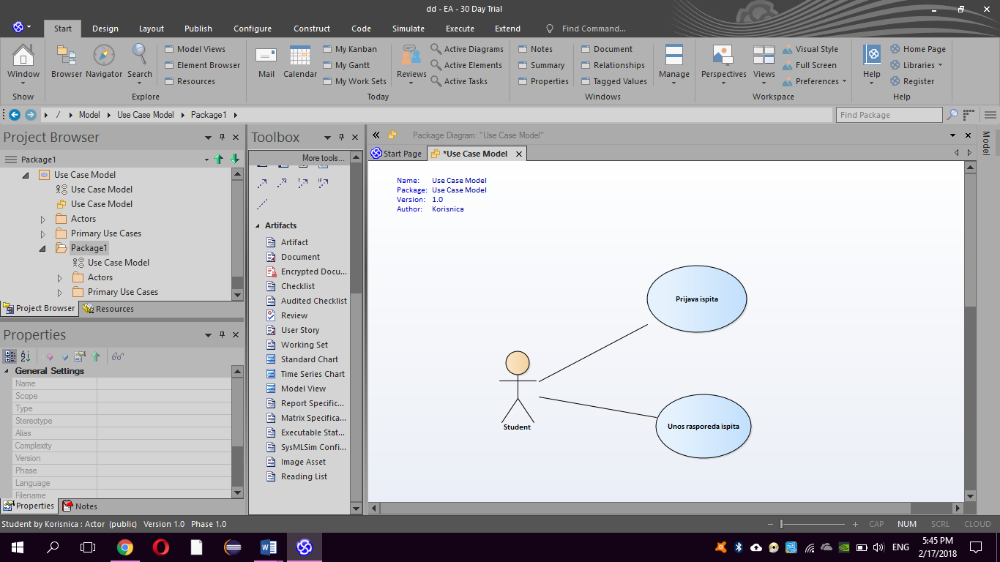 dd - EA - 30 Day Trial
Start Design Layout Publish Configure Construct Code Simulate Execute Extend Find Command...
Window Browser Navigator Search Model Views Element Browser Resources Mail Calendar My Kanban My Gantt My Work Sets Reviews Active Diagrams Active Elements Active Tasks Notes Summary Properties Document Relationships Tagged Values Manage Perspectives Views Visual Style Full Screen Preferences Help Home Page Libraries Register
Show Explore Today Windows Workspace Help
/ Model Use Case Model Package1 Find Package
Project Browser
Package1
Use Case Model
Use Case Model
Use Case Model
Actors
Primary Use Cases
Package1
Use Case Model
Actors
Primary Use Cases
Project Browser Resources
Properties
General Settings
Name
Scope
Type
Stereotype
Alias
Complexity
Version
Phase
Language
Filename
Properties Notes
Toolbox
More tools...
Artifacts
Artifact
Document
Encrypted Docu...
Checklist
Audited Checklist
Review
User Story
Working Set
Standard Chart
Time Series Chart
Model View
Report Specific...
Matrix Specifica...
Executable Stat...
SysMLSim Confi...
Image Asset
Reading List
Package Diagram: "Use Case Model"
Start Page *Use Case Model
Model
Name: Use Case Model
Package: Use Case Model
Version: 1.0
Author: Korisnica
Prijava ispita
Student
Unos rasporeda ispita
Student by Korisnica : Actor (public) Version 1.0 Phase 1.0 CAP NUM SCRL CLOUD
ENG
5:45 PM
2/17/2018